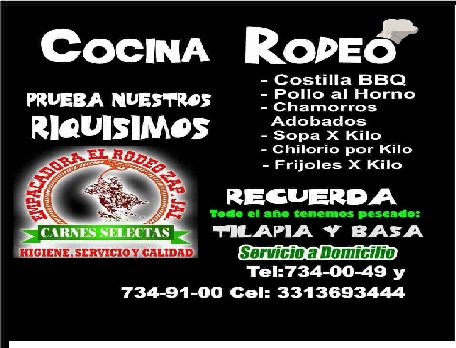 COCINA RODEO
PRUEBA NUESTROS
RIQUISIMOS
- Costilla BBQ
- Pollo al Horno
- Chamorros
Adobados
- Sopa X Kilo
- Chilorio por Kilo
- Frijoles X Kilo
EMPACADORA EL RODEO ZAP. JAL
CARNES SELECTAS
HIGIENE, SERVICIO Y CALIDAD
RECUERDA
Todo el año tenemos pescado:
TILAPIA Y BASA
Servicio a Domicilio
Tel:734-00-49 y
734-91-00 Cel: 3313693444